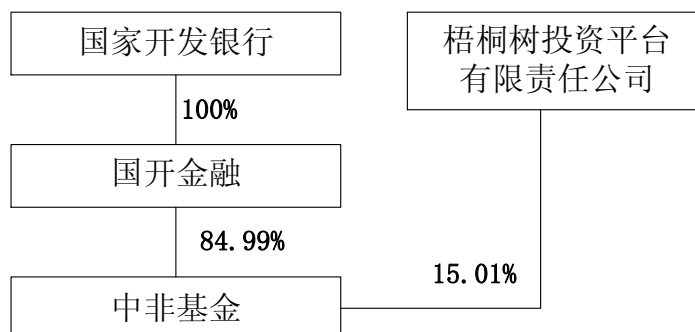 国家开发银行
梧桐树投资平台
有限责任公司
100%
国开金融
84.99%
15.01%
中非基金